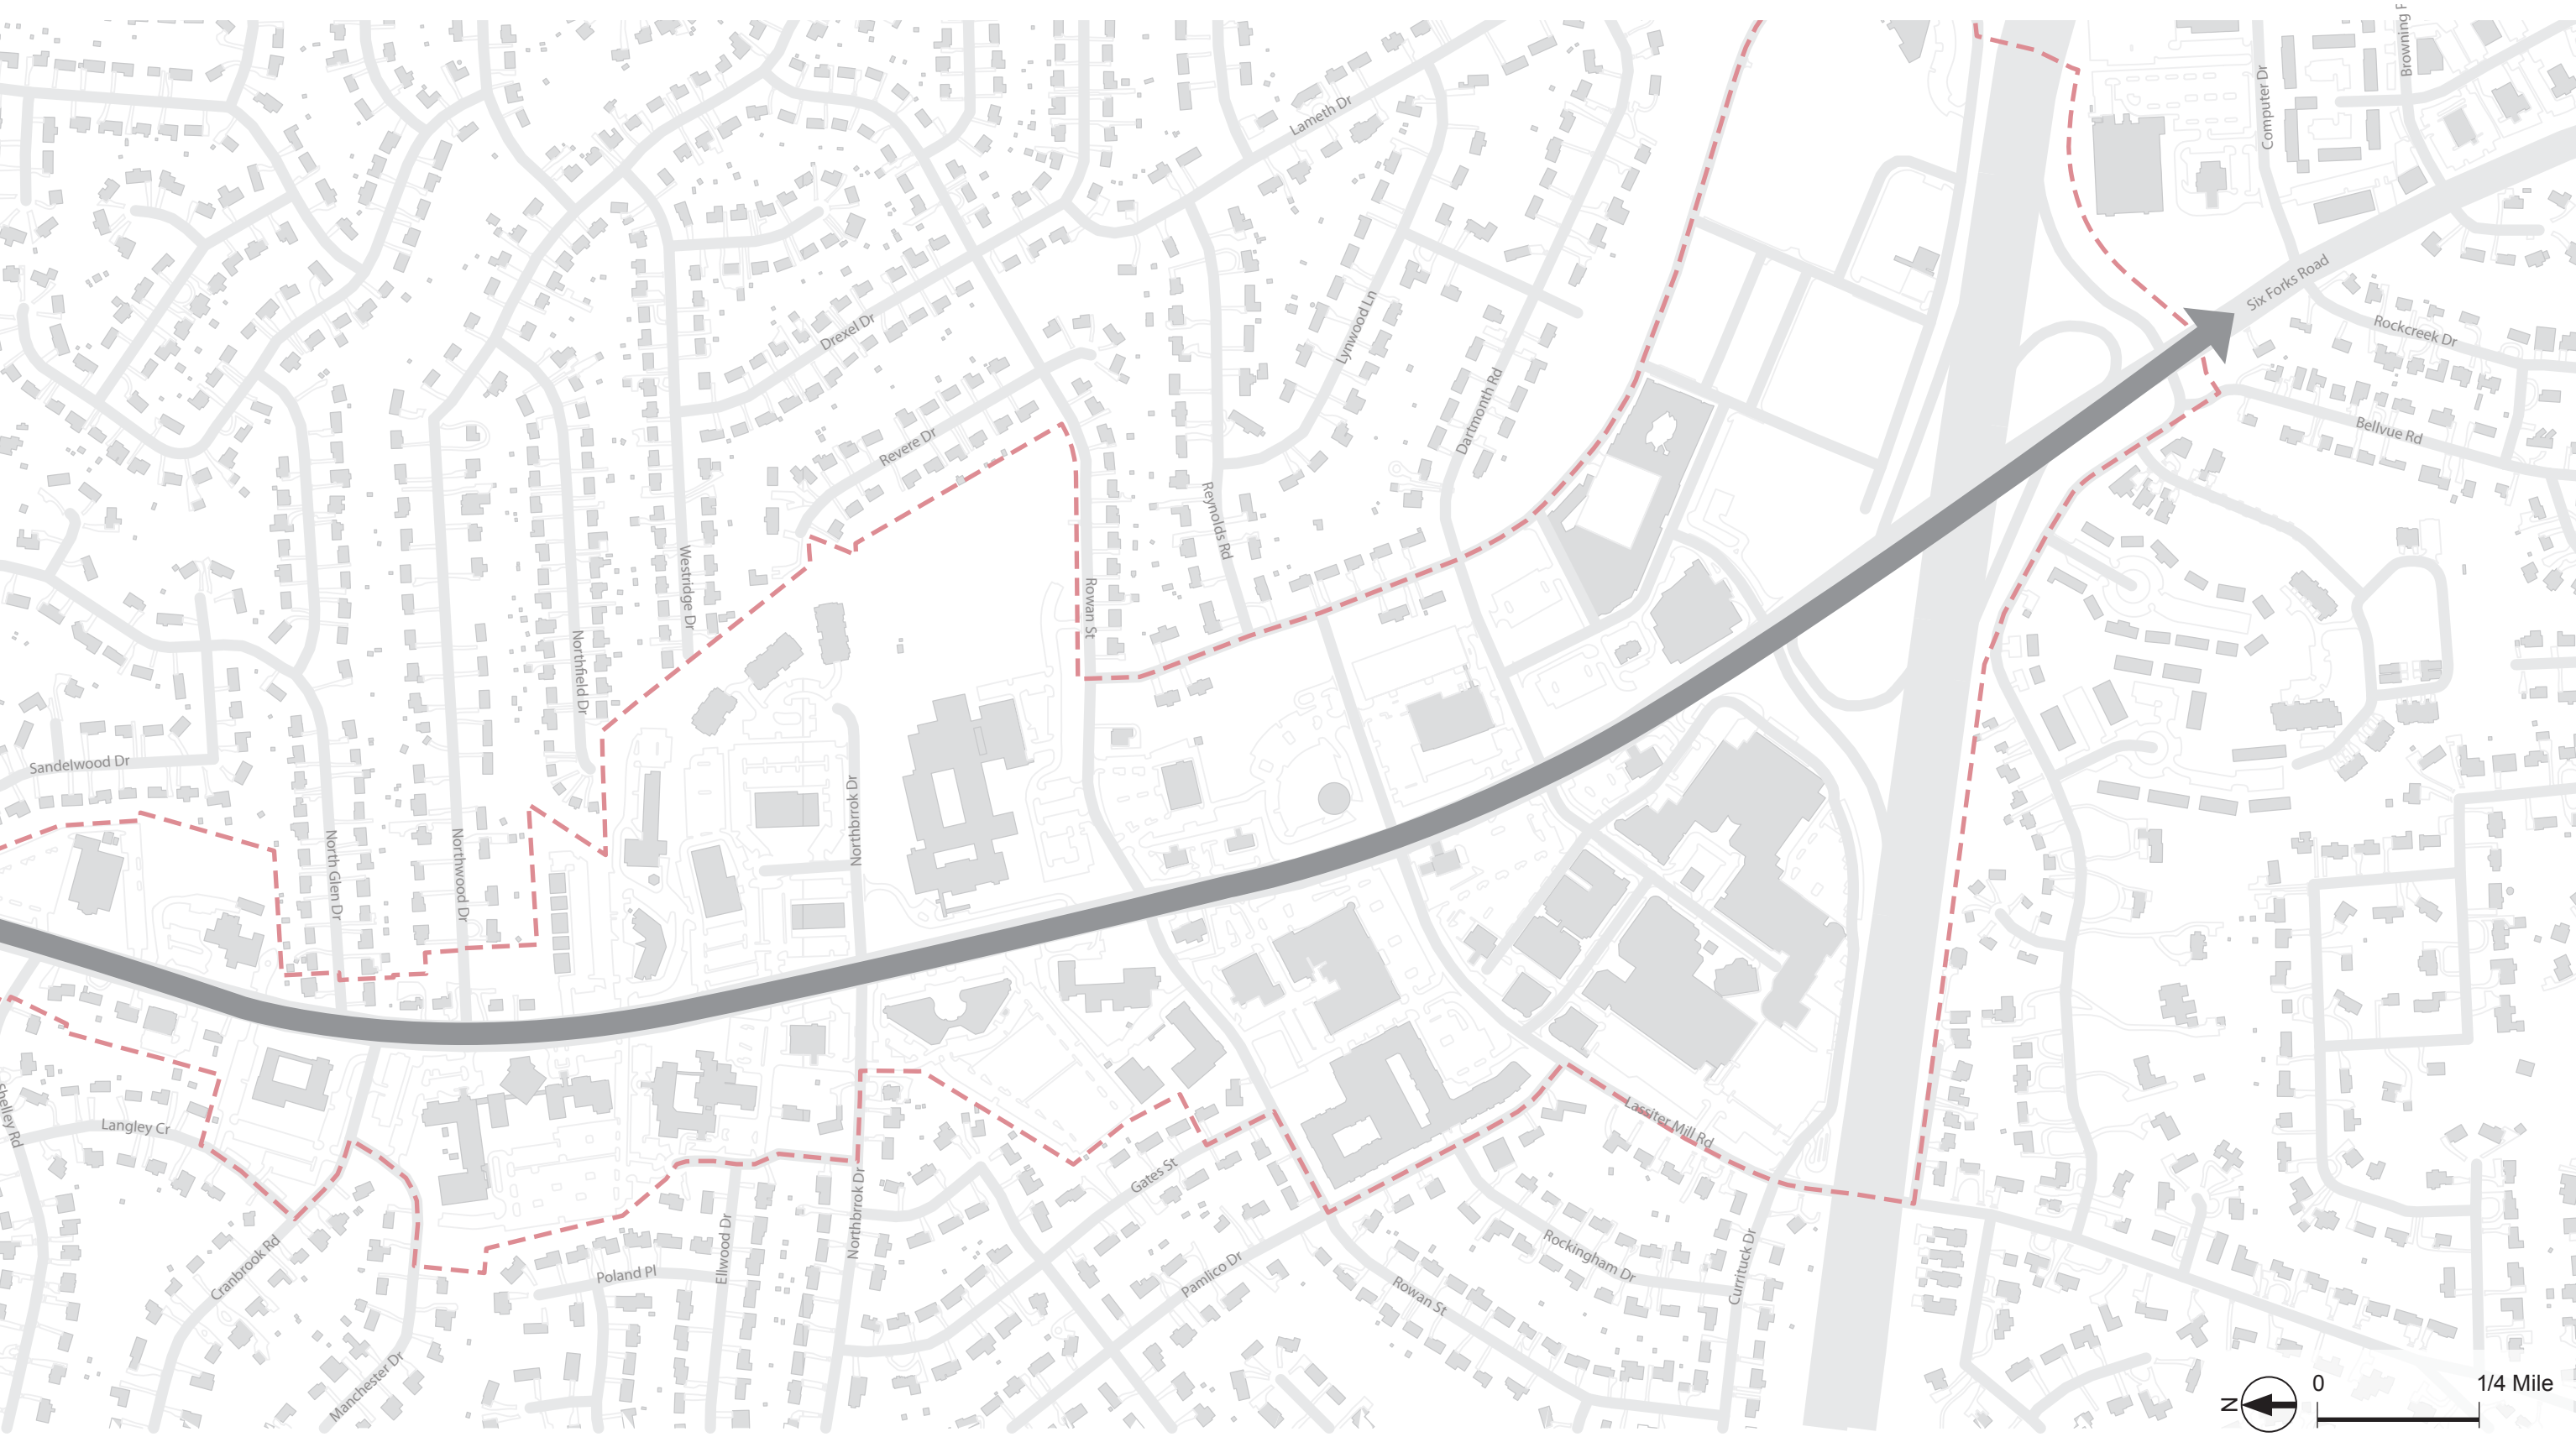 Browning P
Computer Dr
Lameth Dr
Six Forks Road
Rockcreek Dr
Drexel Dr
Lynwood Ln
Dartmonth Rd
Bellvue Rd
Revere Dr
Reynolds Rd
Westridge Dr
Rowan St
Northfield Dr
Sandelwood Dr
Northbrok Dr
North Glen Dr
Northwood Dr
Shelley Rd
Langley Cr
Lassiter Mill Rd
Gates St
Northbrrok Dr
Cranbrook Rd
Ellwood Dr
Poland Pl
Pamlico Dr
Rockingham Dr
Currituck Dr
Rowan St
Manchester Dr
N
0
1/4 Mile